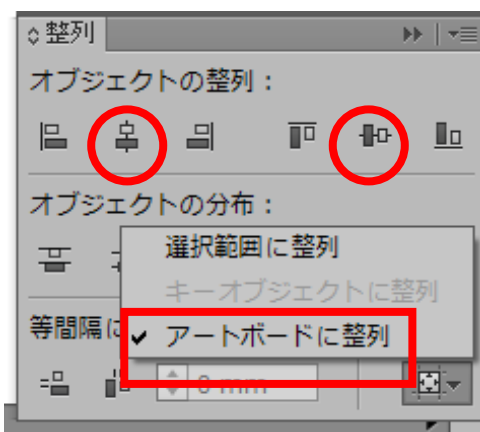 整列
オブジェクトの整列：
オブジェクトの分布：
選択範囲に整列
キーオブジェクトに整列
等間隔に
アートボードに整列
0 mm